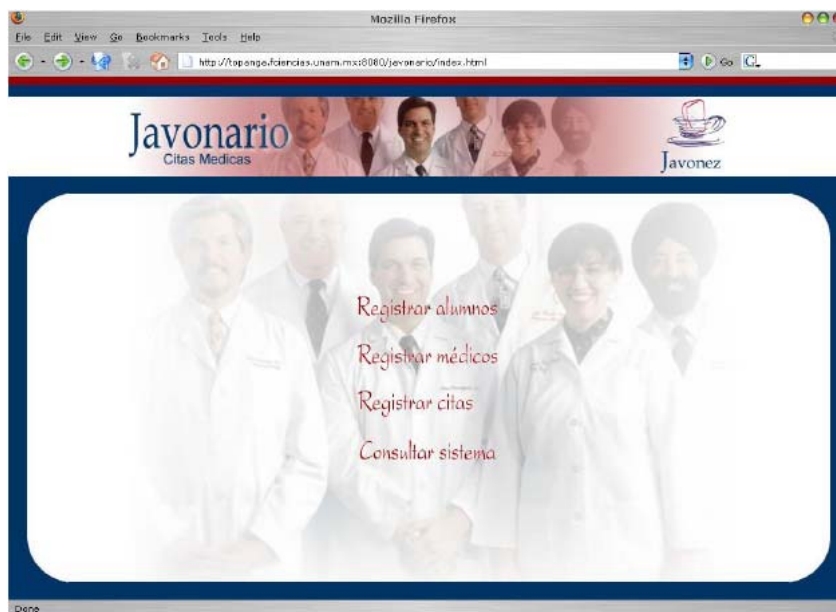 Mozilla Firefox
File Edit View Go Bookmarks Tools Help
http://topanga.fciencias.unam.mx:8080/javonario/index.html
Go
Javonario
Citas Medicas
Javonez
Registrar alumnos
Registrar médicos
Registrar citas
Consultar sistema
Done